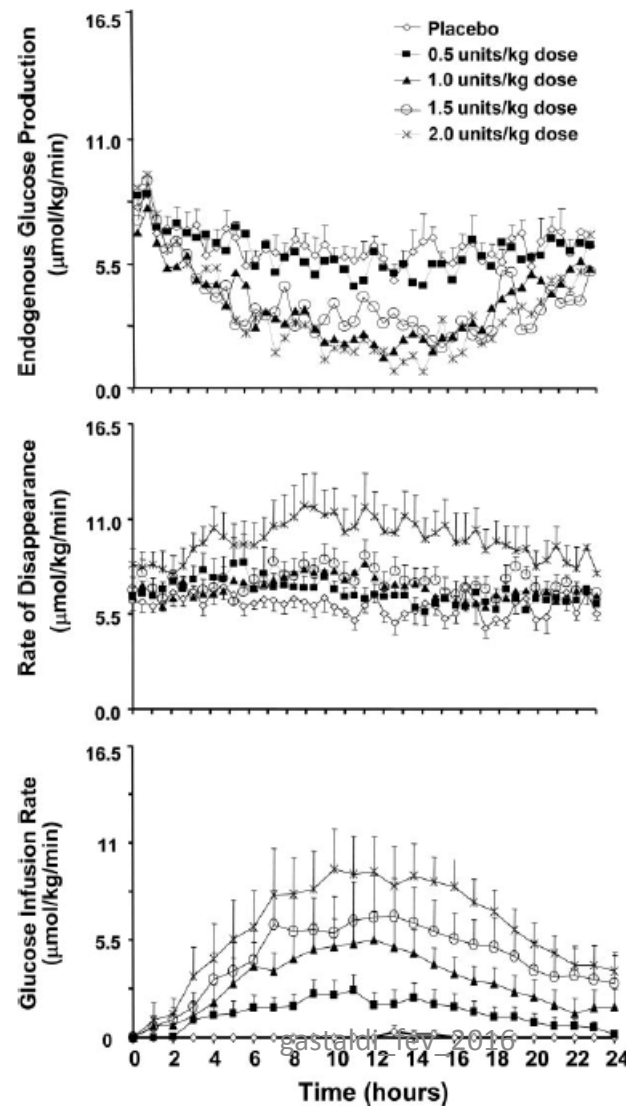 16.5
11.0
5.5
0.0
Endogenous Glucose Production
(μmol/kg/min)
Placebo
0.5 units/kg dose
1.0 units/kg dose
1.5 units/kg dose
2.0 units/kg dose
16.5
11.0
5.5
0.0
Rate of Disappearance
(μmol/kg/min)
16.5
11
5.5
0
Glucose Infusion Rate
(μmol//kg/min)
0 2 4 6 8 10 12 14 16 18 20 22 24
gastaldi_fev_2016
Time (hours)